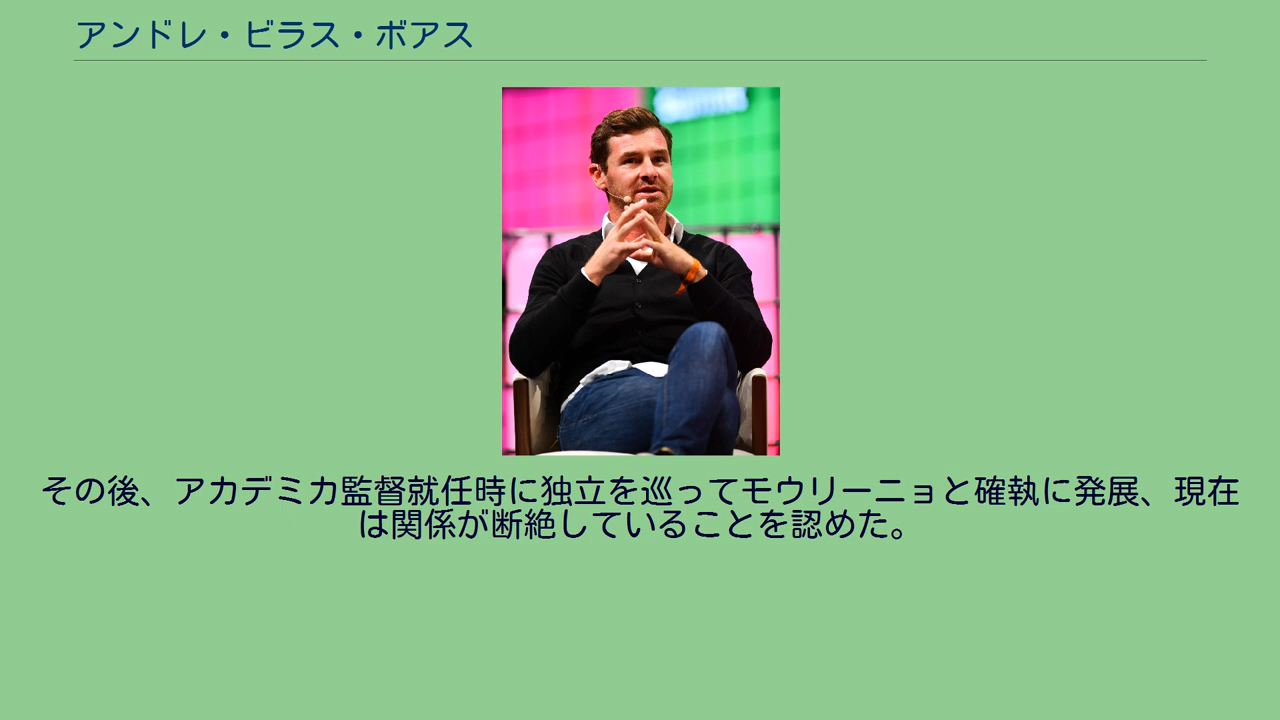 アンドレ・ビラス・ボアス
その後、アカデミカ監督就任時に独立を巡ってモウリーニョと確執に発展、現在
は関係が断絶していることを認めた。